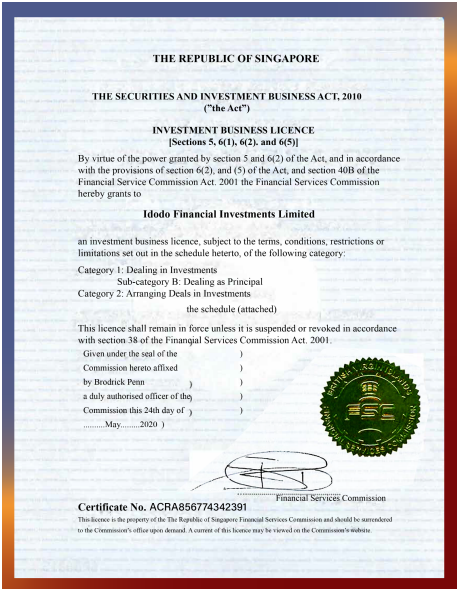 THE REPUBLIC OF SINGAPORE
THE SECURITIES AND INVESTMENT BUSINESS ACT, 2010
("the Act")
INVESTMENT BUSINESS LICENCE
[Sections 5, 6(1), 6(2). and 6(5)]
By virtue of the power granted by section 5 and 6(2) of the Act, and in accordance
with the provisions of section 6(2), and (5) of the Act, and section 40B of the
Financial Service Commission Act. 2001 the Financial Services Commission
hereby grants to
Idodo Financial Investments Limited
an investment business licence, subject to the terms, conditions, restrictions or
limitations set out in the schedule heterto, of the following category:
Category 1: Dealing in Investments
Sub-category B: Dealing as Principal
Category 2: Arranging Deals in Investments
the schedule (attached)
This licence shall remain in force unless it is suspended or revoked in accordance
with section 38 of the Finanqial Services Commission Act. 2001.
Given under the seal of the )
Commission hereto affixed )
by Brodrick Penn ) )
a duly authorised officer of the) )
Commission this 24th day of ) )
..........May.........2020 )
FSC
Financial Services Commission
Certificate No. ACRA856774342391
This licence is the property of the The Republic of Singapore Financial Services Commission and should be surrendered
to the Commission's office upon demand. A current of this licence may be viewed on the Commission's website.